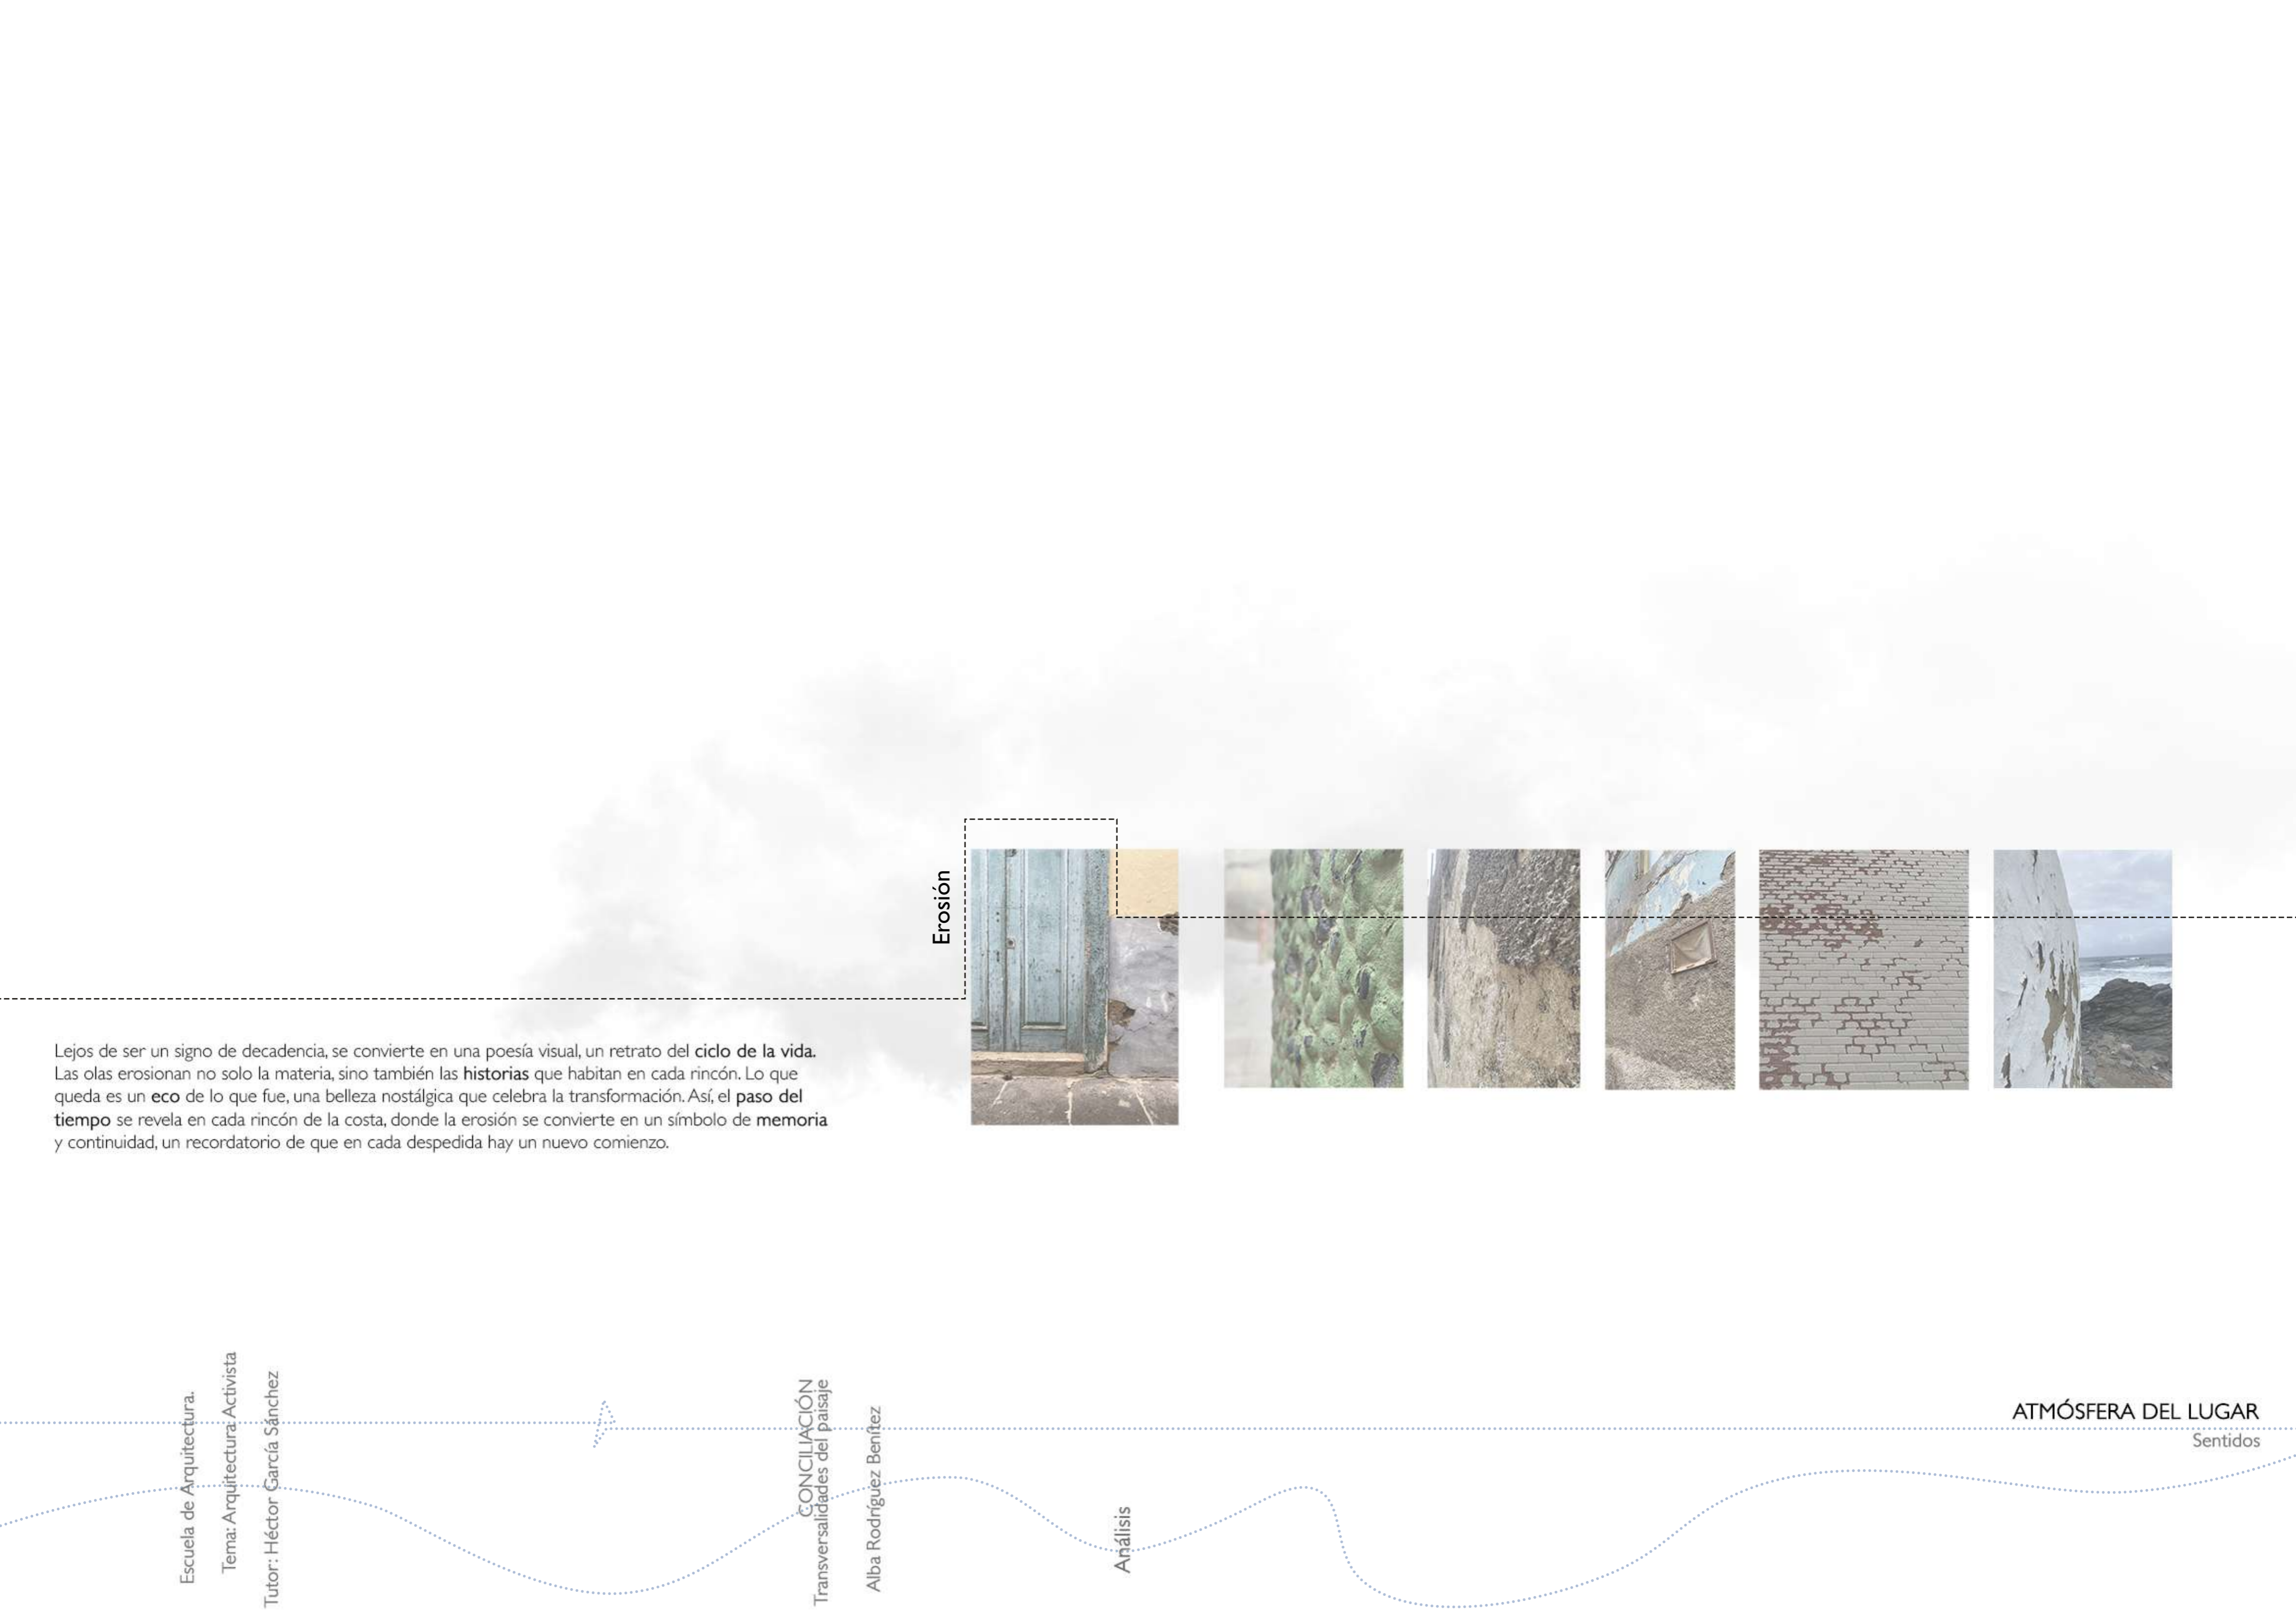 Erosión
Lejos de ser un signo de decadencia, se convierte en una poesía visual, un retrato del ciclo de la vida.
Las olas erosionan no solo la materia, sino también las historias que habitan en cada rincón. Lo que
queda es un eco de lo que fue, una belleza nostálgica que celebra la transformación. Así, el paso del
tiempo se revela en cada rincón de la costa, donde la erosión se convierte en un símbolo de memoria
y continuidad, un recordatorio de que en cada despedida hay un nuevo comienzo.
Escuela de Arquitectura.
Tema: Arquitectura Activista
Tutor: Héctor García Sánchez
CONCILIACIÓN
Transversalidades del paisaje
Alba Rodríguez Benítez
Análisis
ATMÓSFERA DEL LUGAR
Sentidos